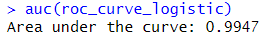 > auc(roc_curve_logistic)
Area under the curve: 0.9947